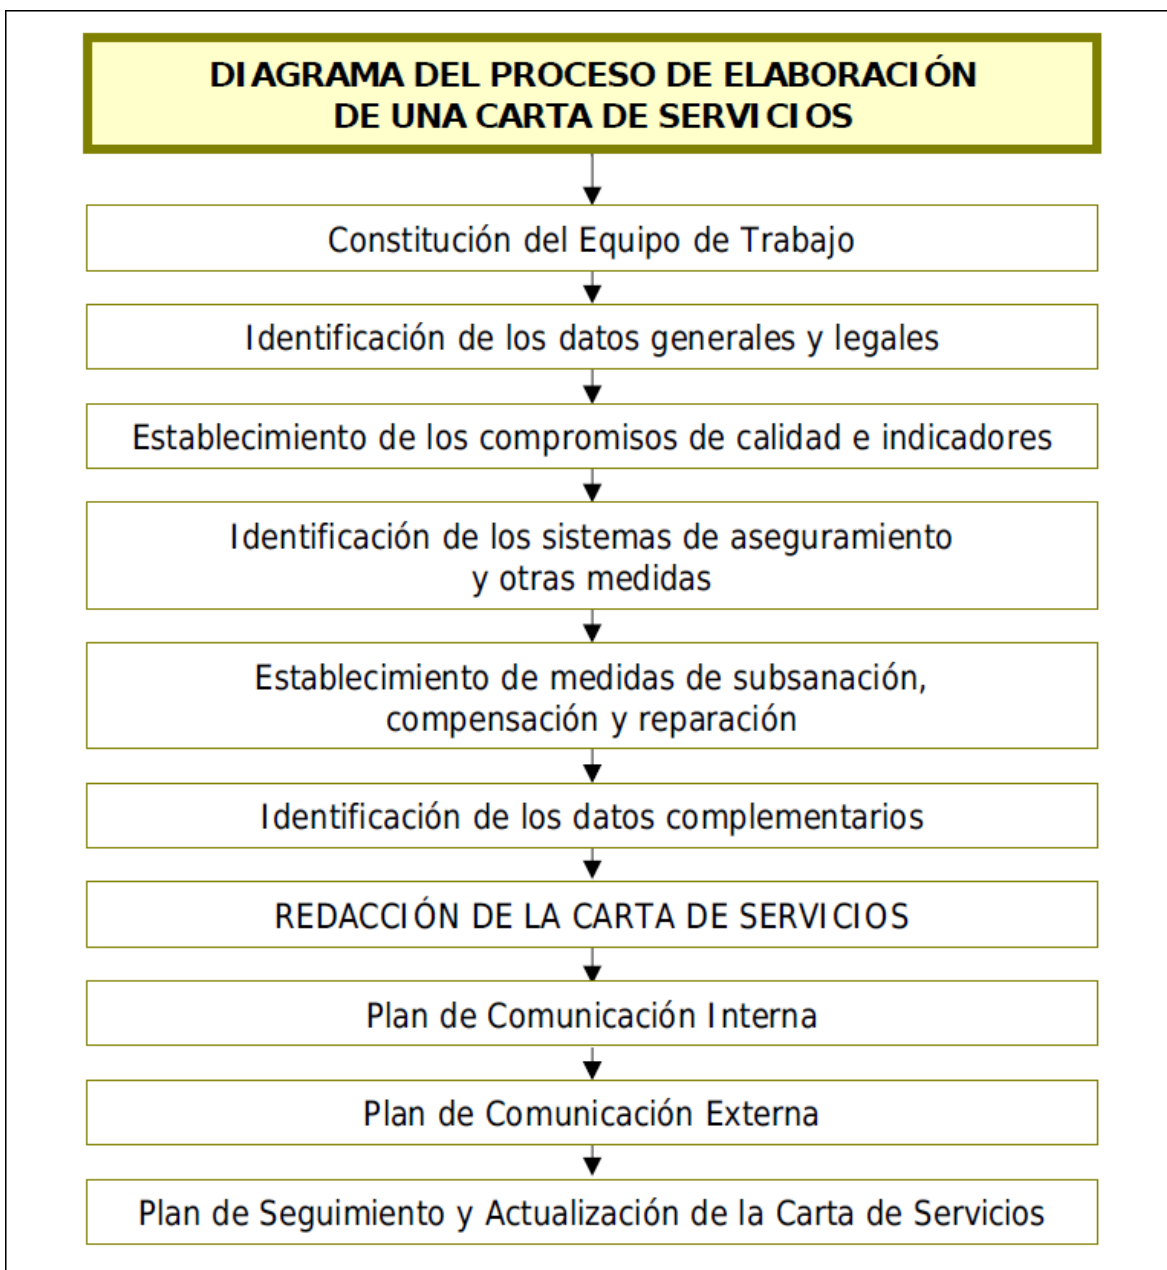 DIAGRAMA DEL PROCESO DE ELABORACIÓN
DE UNA CARTA DE SERVICIOS
Constitución del Equipo de Trabajo
Identificación de los datos generales y legales
Establecimiento de los compromisos de calidad e indicadores
Identificación de los sistemas de aseguramiento
y otras medidas
Establecimiento de medidas de subsanación,
compensación y reparación
Identificación de los datos complementarios
REDACCIÓN DE LA CARTA DE SERVICIOS
Plan de Comunicación Interna
Plan de Comunicación Externa
Plan de Seguimiento y Actualización de la Carta de Servicios